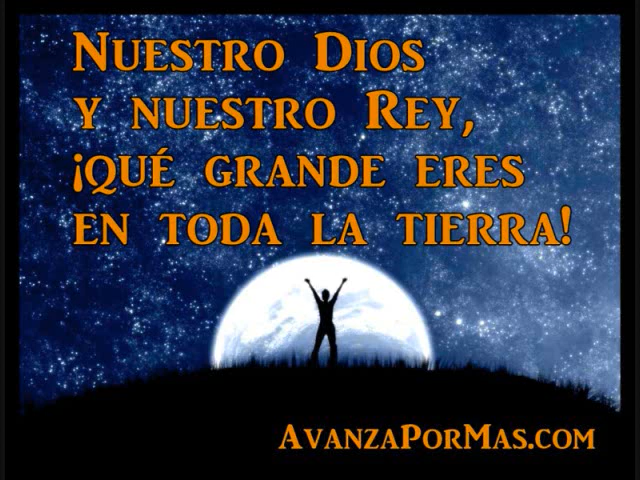 Nuestro Dios
y nuestro Rey,
¡qué grande eres
en toda la tierra!
AvanzaPorMas.com